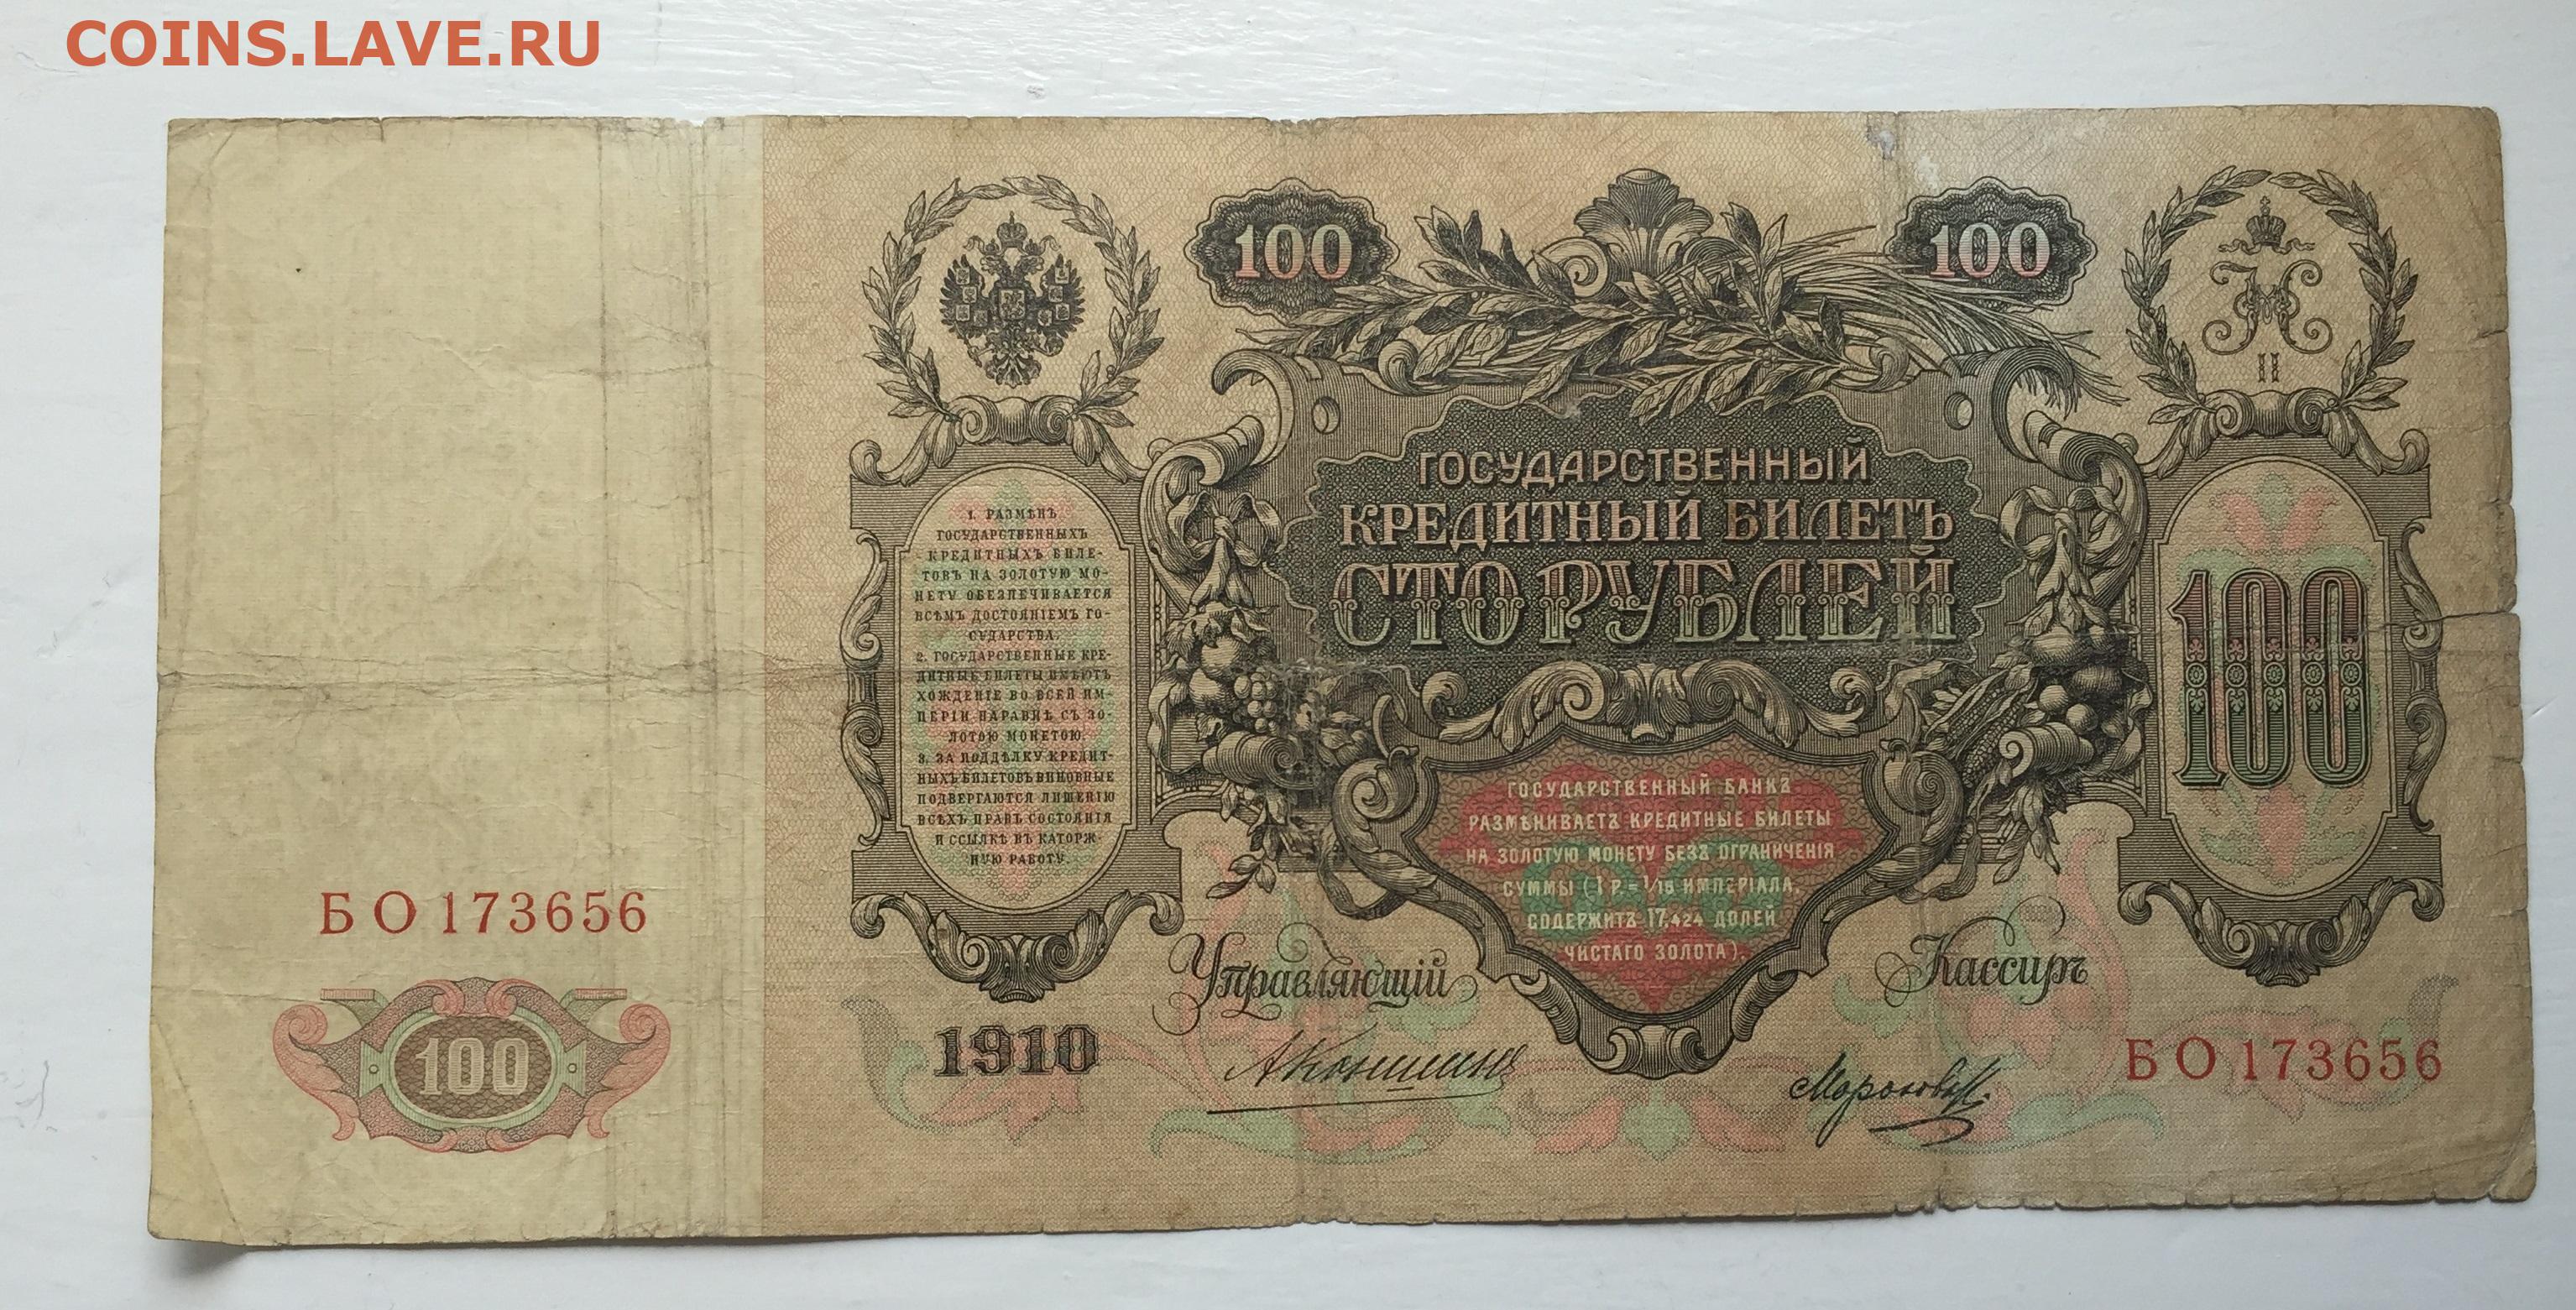 COINS.LAVE.RU
100
100
Н
II
ГОСУДАРСТВЕННЫЙ
КРЕДИТНЫЙ БИЛЕТЪ
СТО РУБЛЕЙ
1. РАЗМѢНЪ
ГОСУДАРСТВЕННЫХЪ
КРЕДИТНЫХЪ БИЛЕ-
ТОВЪ НА ЗОЛОТУЮ МО-
НЕТУ ОБЕЗПЕЧИВАЕТСЯ
ВСѢМЪ ДОСТОЯНІЕМЪ ГО-
СУДАРСТВА.
2. ГОСУДАРСТВЕННЫЕ КРЕ-
ДИТНЫЕ БИЛЕТЫ ИМѢЮТЪ
ХОЖДЕНІЕ ВО ВСЕЙ ИМ-
ПЕРІИ НАРАВНѢ СЪ ЗО-
ЛОТОЮ МОНЕТОЮ.
3. ЗА ПОДДѢЛКУ КРЕДИТ-
НЫХЪ БИЛЕТОВЪ ВИНОВНЫЕ
ПОДВЕРГАЮТСЯ ЛИШЕНІЮ
ВСѢХЪ ПРАВЪ СОСТОЯНІЯ
И ССЫЛКѢ ВЪ КАТОРЖ-
НУЮ РАБОТУ.
100
ГОСУДАРСТВЕННЫЙ БАНКЪ
РАЗМѢНИВАЕТЪ КРЕДИТНЫЕ БИЛЕТЫ
НА ЗОЛОТУЮ МОНЕТУ БЕЗЪ ОГРАНИЧЕНІЯ
СУММЫ (1 Р. = 1/15 ИМПЕРІАЛА,
СОДЕРЖИТЪ 17,424 ДОЛЕЙ
ЧИСТАГО ЗОЛОТА).
БО 173656
100
Управляющій
Кассиръ
1910
АКоншинъ
Морозовъ
БО 173656